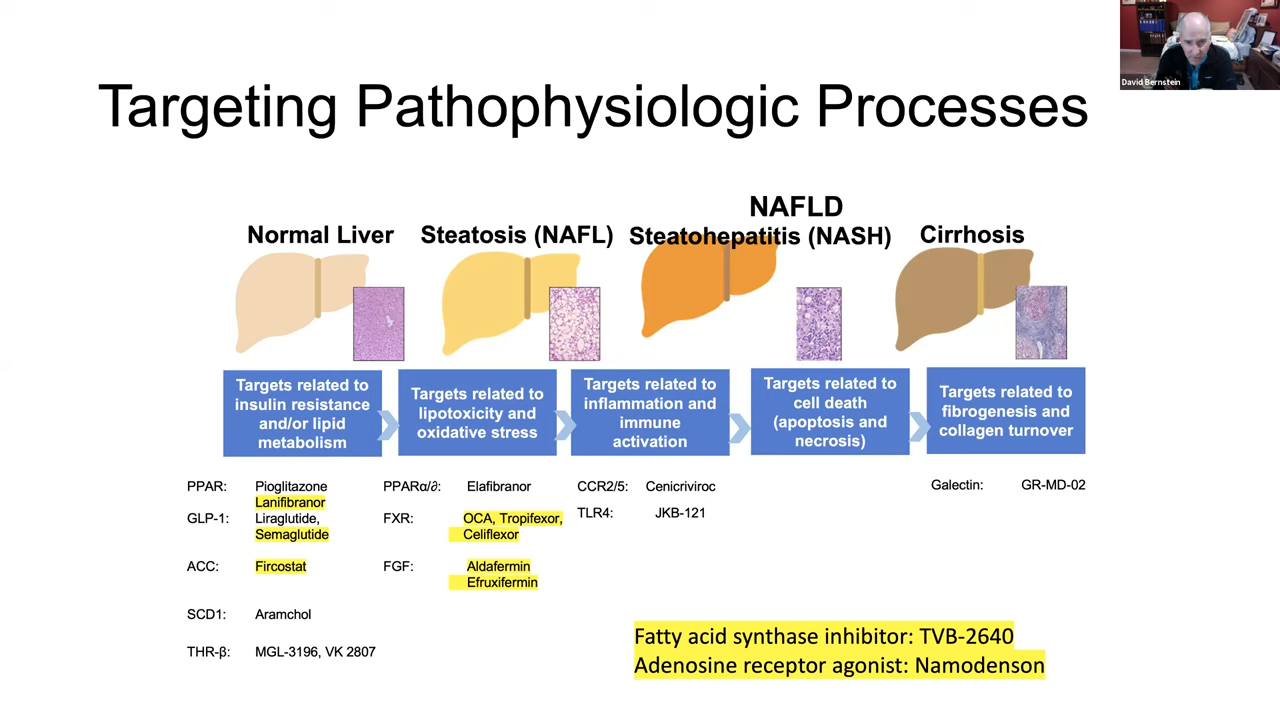 David Bernstein
Targeting Pathophysiologic Processes
NAFLD
Normal Liver
Steatosis (NAFL)
Steatohepatitis (NASH)
Cirrhosis
Targets related to
insulin resistance
and/or lipid
metabolism
Targets related to
lipotoxicity and
oxidative stress
Targets related to
inflammation and
immune
activation
Targets related to
cell death
(apoptosis and
necrosis)
Targets related to
fibrogenesis and
collagen turnover
PPAR: Pioglitazone
Lanifibranor
GLP-1: Liraglutide,
Semaglutide
ACC: Fircostat
SCD1: Aramchol
THR-β: MGL-3196, VK 2807
PPARα/∂: Elafibranor
FXR: OCA, Tropifexor,
Celiflexor
FGF: Aldafermin
Efruxifermin
CCR2/5: Cenicriviroc
TLR4: JKB-121
Galectin: GR-MD-02
Fatty acid synthase inhibitor: TVB-2640
Adenosine receptor agonist: Namodenson